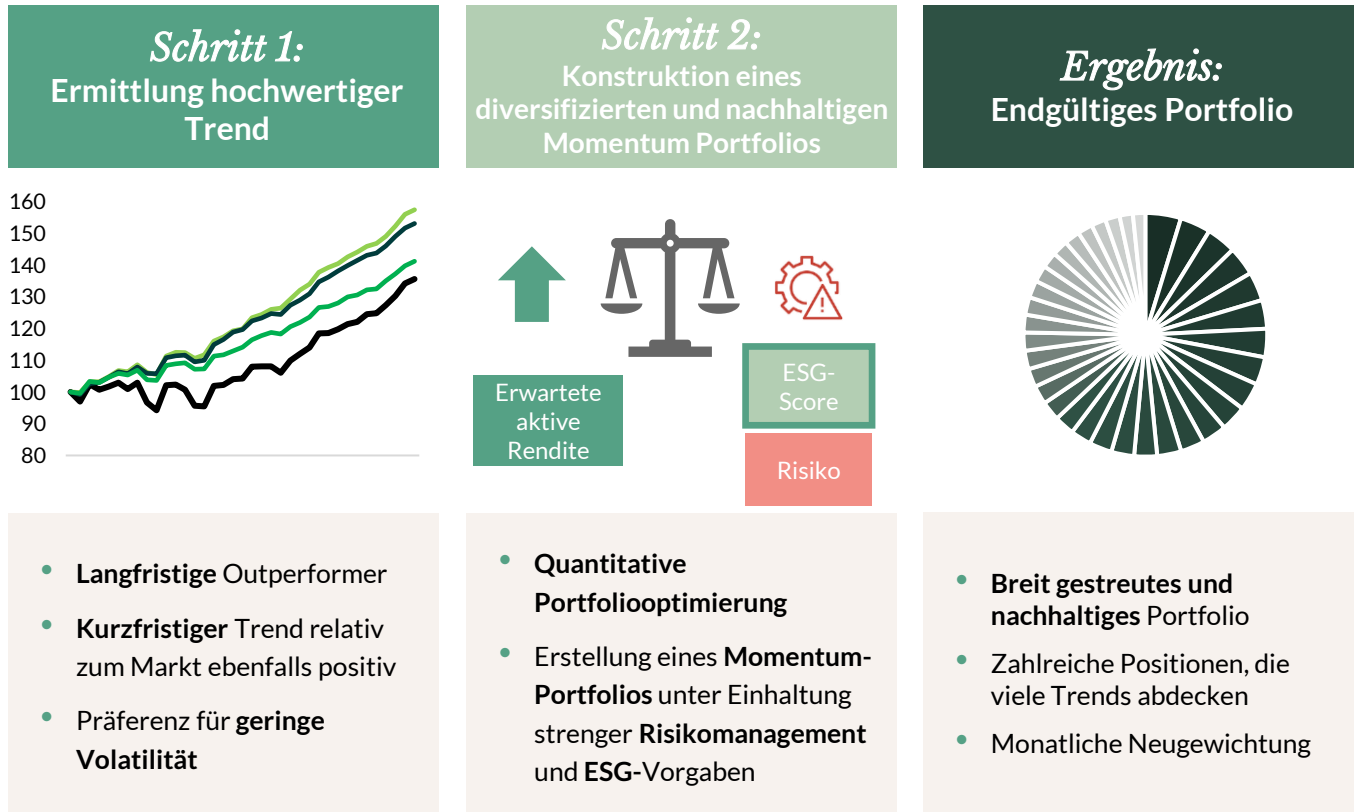 Schritt 1:
Ermittlung hochwertiger
Trend
Schritt 2:
Konstruktion eines
diversifizierten und nachhaltigen
Momentum Portfolios
Ergebnis:
Endgültiges Portfolio
160
150
140
130
120
110
100
90
80
Erwartete
aktive
Rendite
ESG-
Score
Risiko
• Langfristige Outperformer
• Kurzfristiger Trend relativ
zum Markt ebenfalls positiv
• Präferenz für geringe
Volatilität
• Quantitative
Portfoliooptimierung
• Erstellung eines Momentum-
Portfolios unter Einhaltung
strenger Risikomanagement
und ESG-Vorgaben
• Breit gestreutes und
nachhaltiges Portfolio
• Zahlreiche Positionen, die
viele Trends abdecken
• Monatliche Neugewichtung